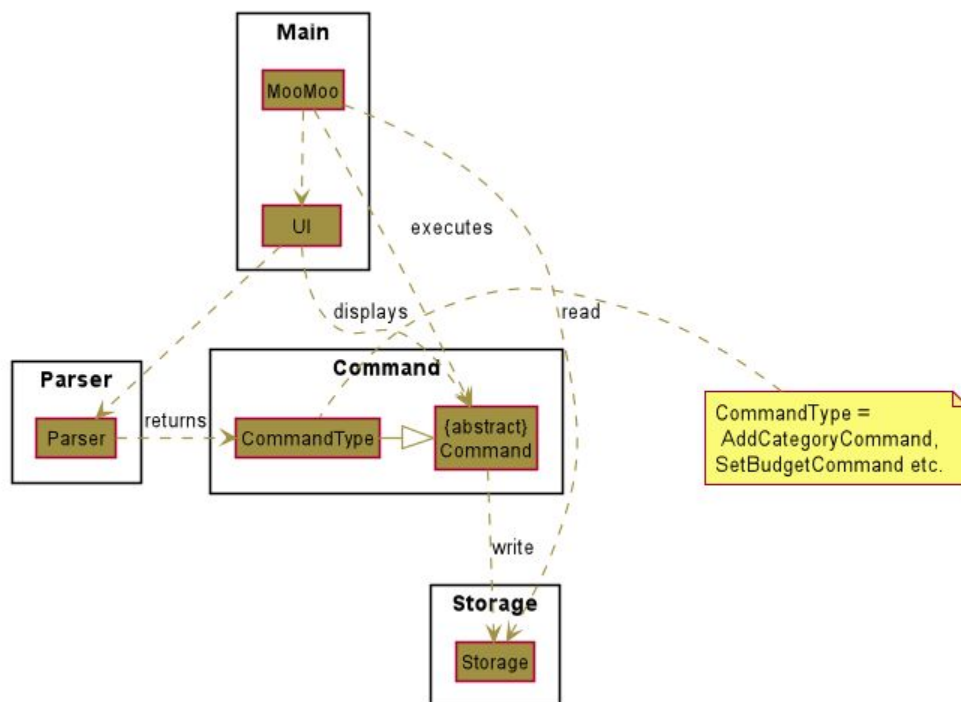 Main
MooMoo
UI
executes
displays
read
Parser
Command
Parser
returns
CommandType
{abstract}
Command
CommandType =
AddCategoryCommand,
SetBudgetCommand etc.
write
Storage
Storage